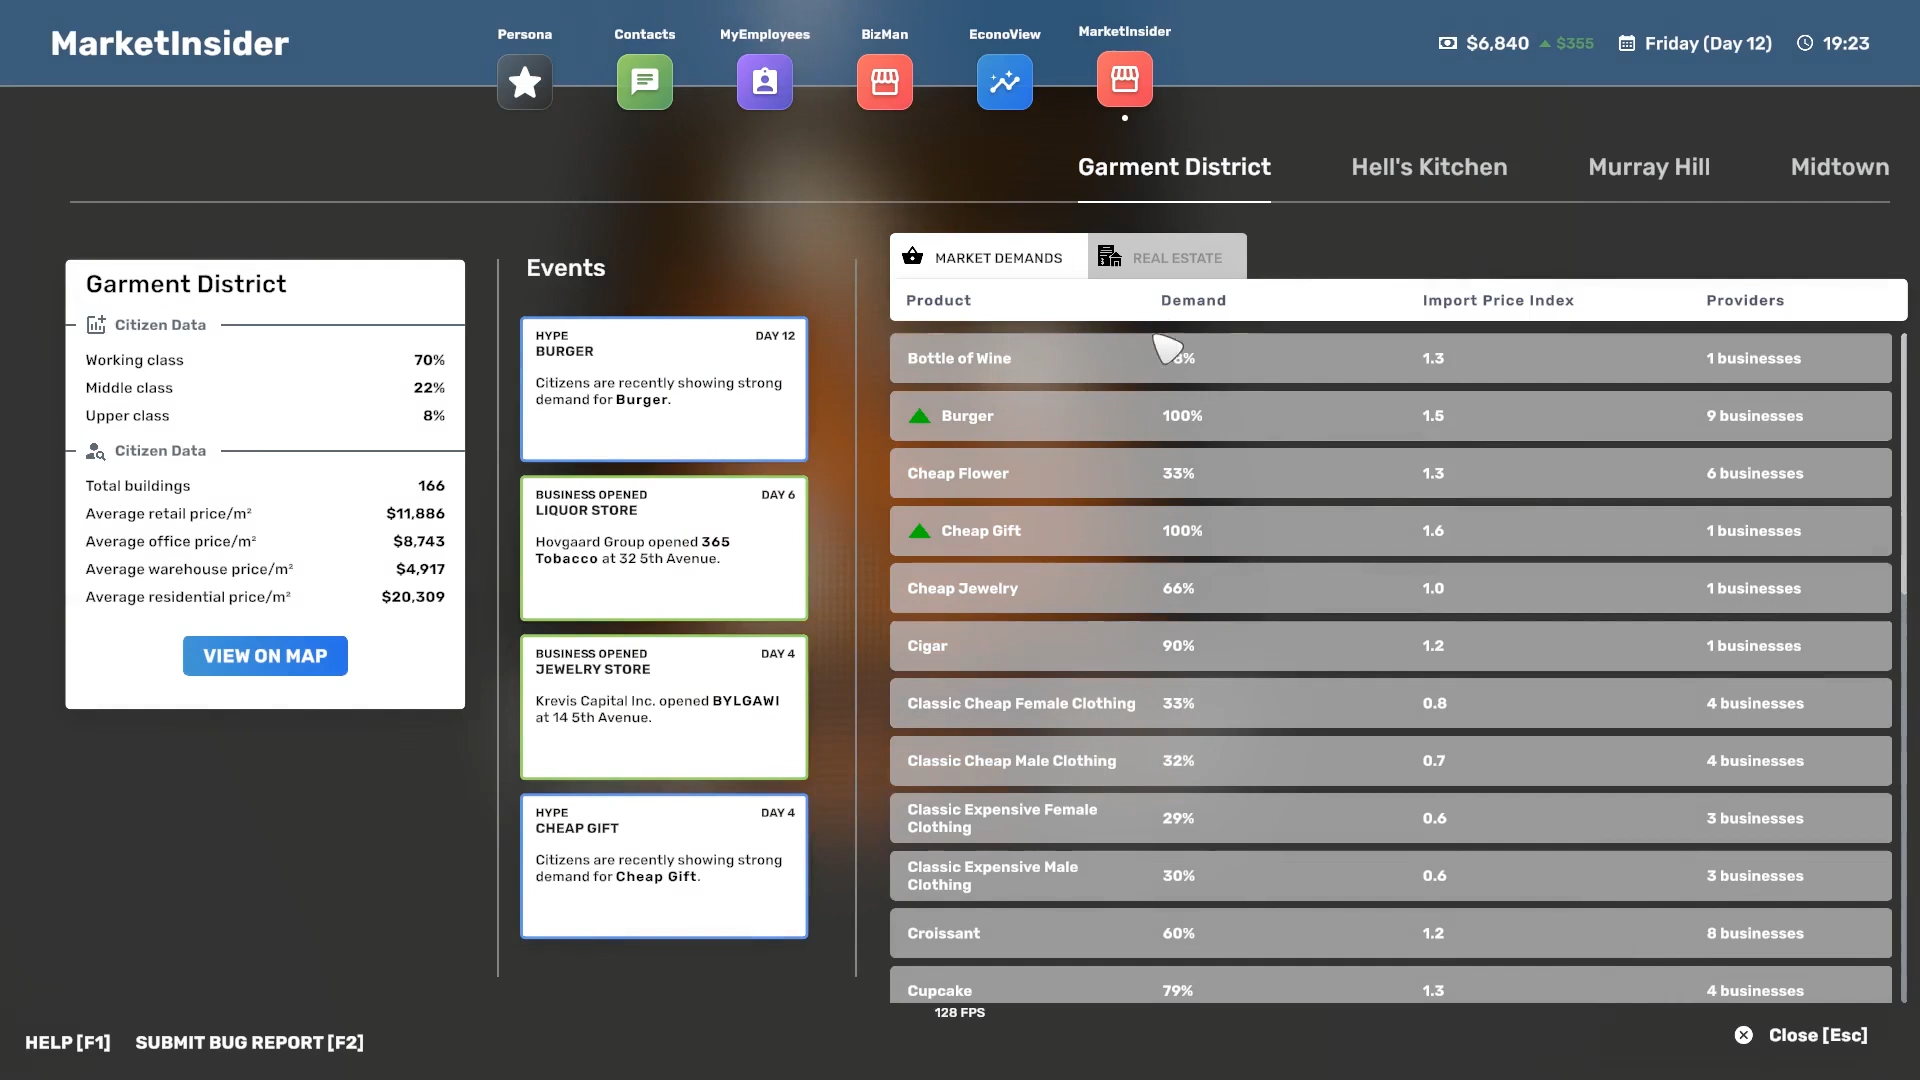 MarketInsider
Persona
Contacts
MyEmployees
BizMan
EconoView
MarketInsider
$6,840 $355 Friday (Day 12) 19:23
Garment District Hell's Kitchen Murray Hill Midtown
Garment District
Citizen Data
Working class 70%
Middle class 22%
Upper class 8%
Citizen Data
Total buildings 166
Average retail price/m² $11,886
Average office price/m² $8,743
Average warehouse price/m² $4,917
Average residential price/m² $20,309
VIEW ON MAP
Events
HYPE DAY 12
BURGER
Citizens are recently showing strong
demand for Burger.
BUSINESS OPENED DAY 6
LIQUOR STORE
Hovgaard Group opened 365
Tobacco at 32 5th Avenue.
BUSINESS OPENED DAY 4
JEWELRY STORE
Krevis Capital Inc. opened BYLGAWI
at 14 5th Avenue.
HYPE DAY 4
CHEAP GIFT
Citizens are recently showing strong
demand for Cheap Gift.
MARKET DEMANDS REAL ESTATE
Product Demand Import Price Index Providers
Bottle of Wine 1.3 1 businesses
Burger 100% 1.5 9 businesses
Cheap Flower 33% 1.3 6 businesses
Cheap Gift 100% 1.6 1 businesses
Cheap Jewelry 66% 1.0 1 businesses
Cigar 90% 1.2 1 businesses
Classic Cheap Female Clothing 33% 0.8 4 businesses
Classic Cheap Male Clothing 32% 0.7 4 businesses
Classic Expensive Female
Clothing 29% 0.6 3 businesses
Classic Expensive Male
Clothing 30% 0.6 3 businesses
Croissant 60% 1.2 8 businesses
Cupcake 79% 1.3 4 businesses
128 FPS
HELP [F1] SUBMIT BUG REPORT [F2]
Close [Esc]